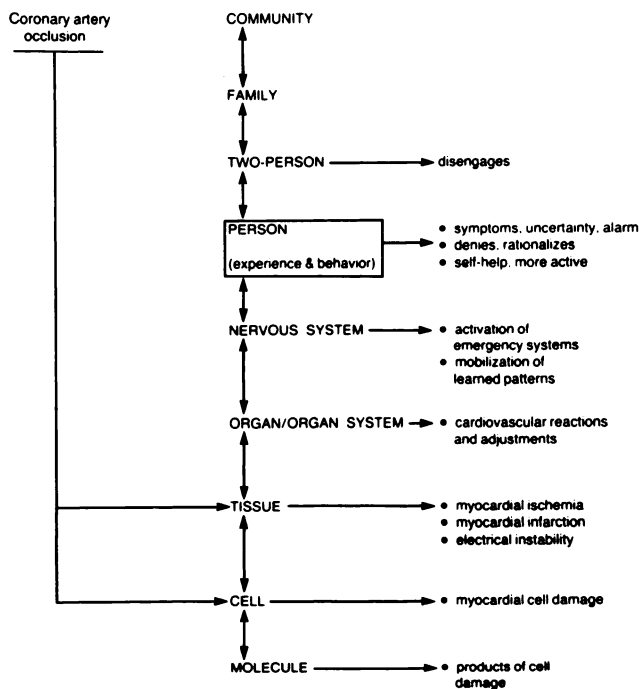 Coronary artery
occlusion
COMMUNITY
FAMILY
TWO-PERSON
disengages
PERSON
(experience & behavior)
• symptoms, uncertainty, alarm
• denies, rationalizes
• self-help, more active
NERVOUS SYSTEM
• activation of
emergency systems
• mobilization of
learned patterns
ORGAN/ORGAN SYSTEM
• cardiovascular reactions
and adjustments
TISSUE
• myocardial ischemia
• myocardial infarction
• electrical instability
CELL
• myocardial cell damage
MOLECULE
• products of cell
damage